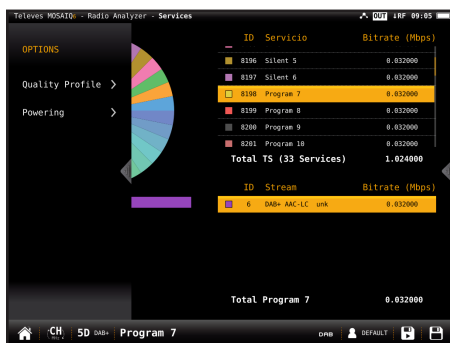 Televes MOSAIQ6 - Radio Analyzer - Services OUT ↓RF 09:05
OPTIONS
Quality Profile >
Powering >
ID Servicio Bitrate (Mbps)
8196 Silent 5 0.032000
8197 Silent 6 0.032000
8198 Program 7 0.032000
8199 Program 8 0.032000
8200 Program 9 0.032000
8201 Program 10 0.032000
Total TS (33 Services) 1.024000
ID Stream Bitrate (Mbps)
6 DAB+ AAC-LC unk 0.032000
Total Program 7 0.032000
CH 5D DAB+ Program 7 DAB DEFAULT